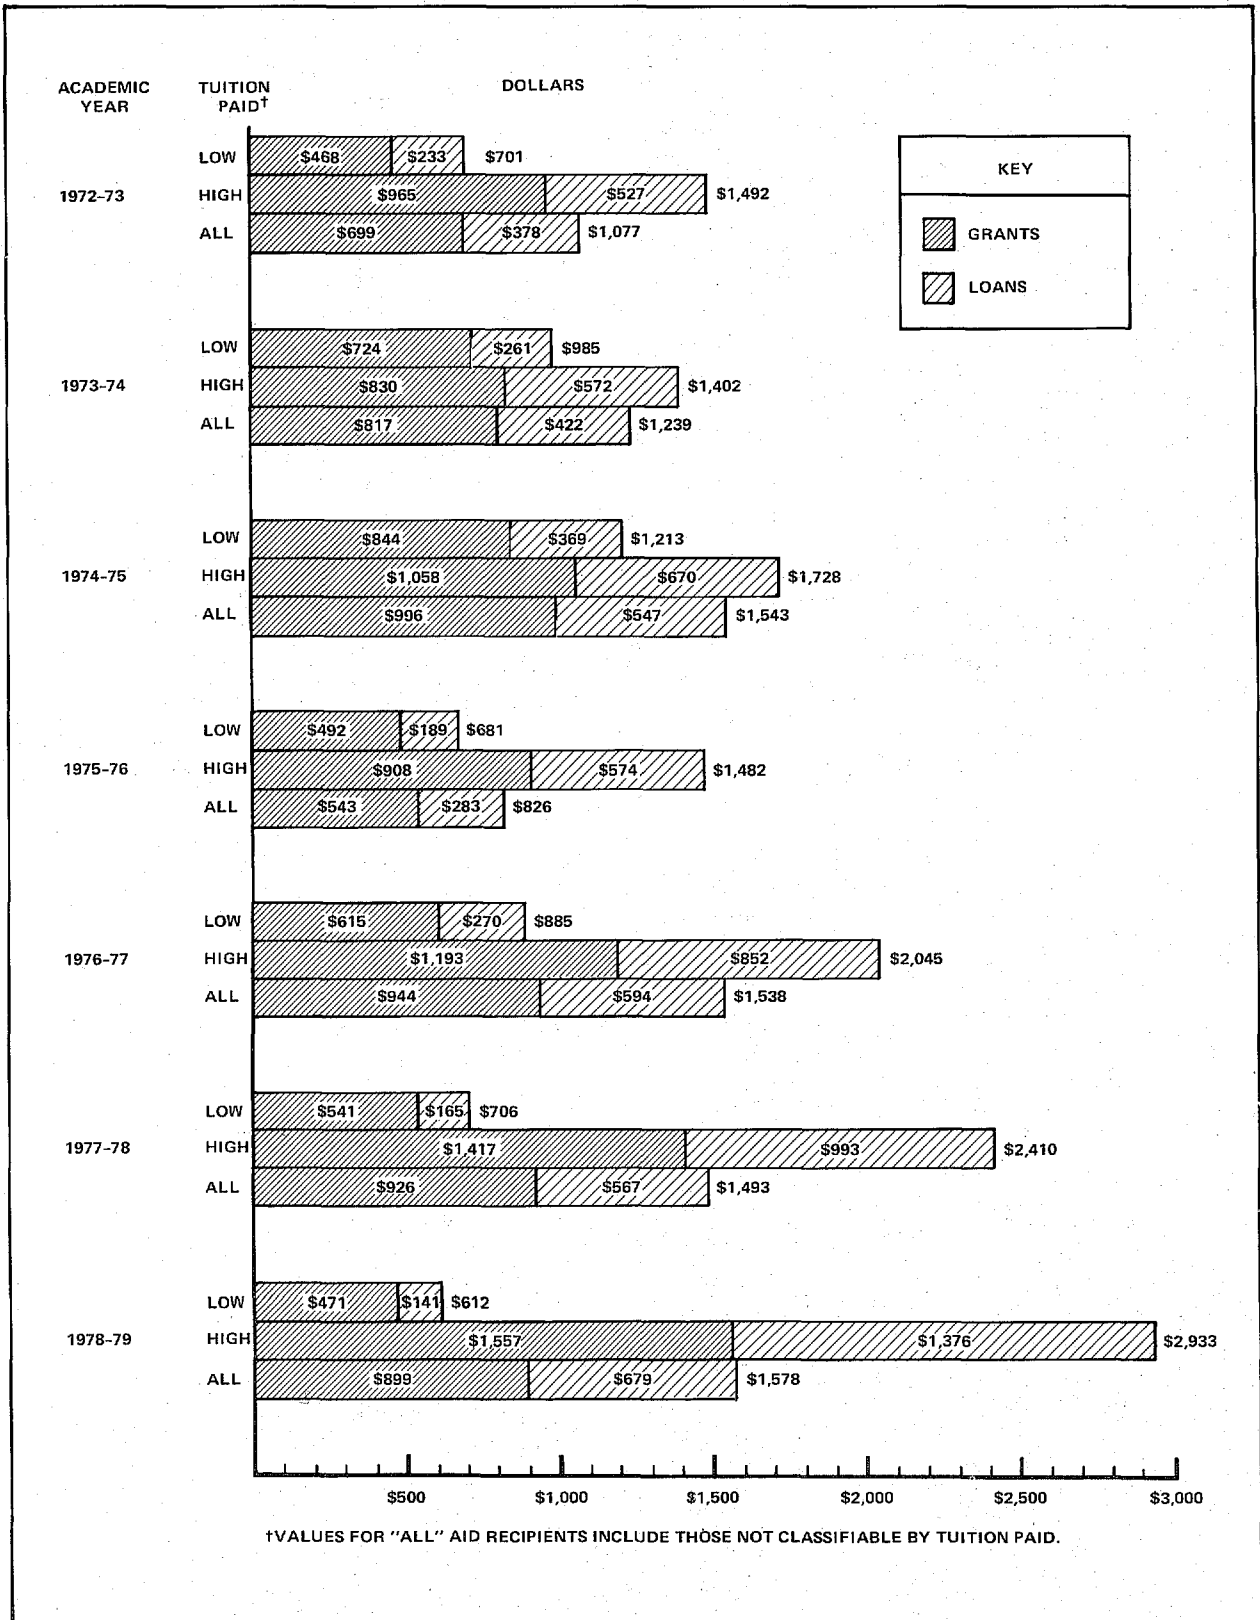 ACADEMIC YEAR
TUITION PAID†
DOLLARS
KEY
GRANTS
LOANS
1972-73
LOW $468 $233 $701
HIGH $965 $527 $1,492
ALL $699 $378 $1,077
1973-74
LOW $724 $261 $985
HIGH $830 $572 $1,402
ALL $817 $422 $1,239
1974-75
LOW $844 $369 $1,213
HIGH $1,058 $670 $1,728
ALL $996 $547 $1,543
1975-76
LOW $492 $189 $681
HIGH $908 $574 $1,482
ALL $543 $283 $826
1976-77
LOW $615 $270 $885
HIGH $1,193 $852 $2,045
ALL $944 $594 $1,538
1977-78
LOW $541 $165 $706
HIGH $1,417 $993 $2,410
ALL $926 $567 $1,493
1978-79
LOW $471 $141 $612
HIGH $1,557 $1,376 $2,933
ALL $899 $679 $1,578
$500 $1,000 $1,500 $2,000 $2,500 $3,000
†VALUES FOR "ALL" AID RECIPIENTS INCLUDE THOSE NOT CLASSIFIABLE BY TUITION PAID.